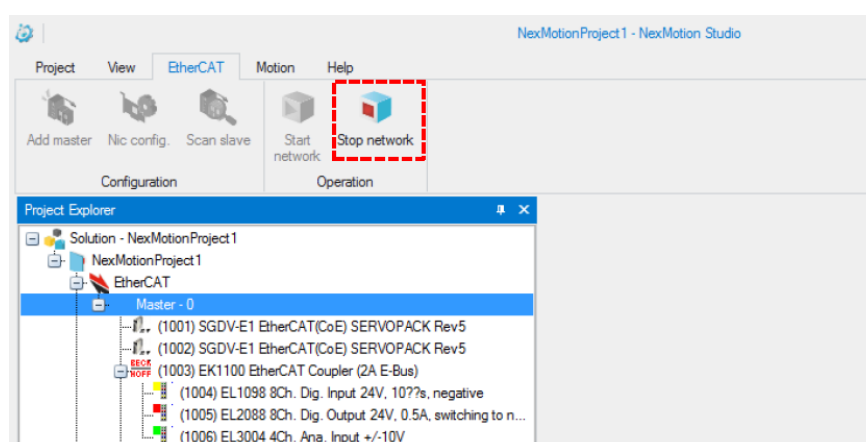 NexMotionProject1 - NexMotion Studio
Project View EtherCAT Motion Help
Add master Nic config. Scan slave Start network Stop network
Configuration Operation
Project Explorer
Solution - NexMotionProject1
NexMotionProject1
EtherCAT
Master - 0
(1001) SGDV-E1 EtherCAT(CoE) SERVOPACK Rev5
(1002) SGDV-E1 EtherCAT(CoE) SERVOPACK Rev5
BECKHOFF (1003) EK1100 EtherCAT Coupler (2A E-Bus)
(1004) EL1098 8Ch. Dig. Input 24V, 10??s, negative
(1005) EL2088 8Ch. Dig. Output 24V, 0.5A, switching to n...
(1006) EL3004 4Ch. Ana. Input +/-10V